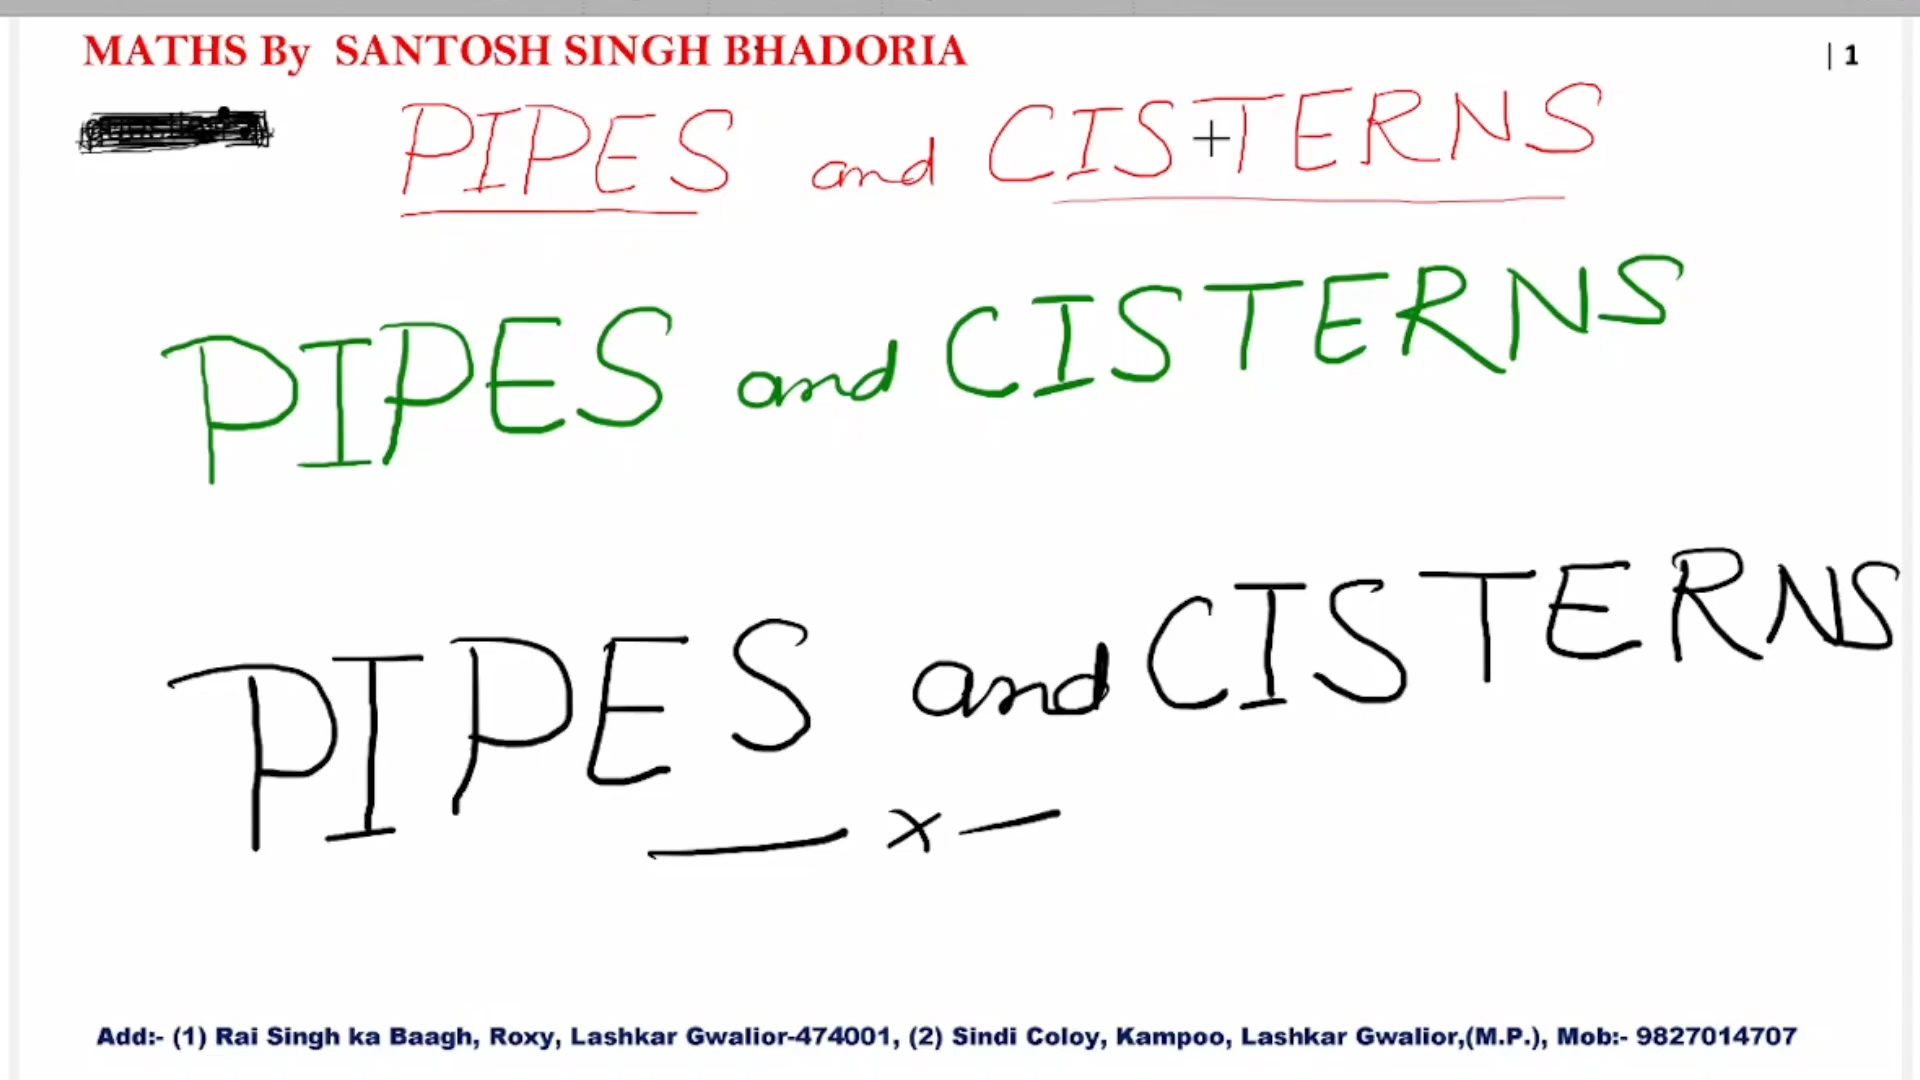 MATHS By SANTOSH SINGH BHADORIA
| 1
PIPES and CISTERNS
PIPES and CISTERNS
PIPES and CISTERNS
— x —
Add:- (1) Rai Singh ka Baagh, Roxy, Lashkar Gwalior-474001, (2) Sindi Coloy, Kampoo, Lashkar Gwalior,(M.P.), Mob:- 9827014707